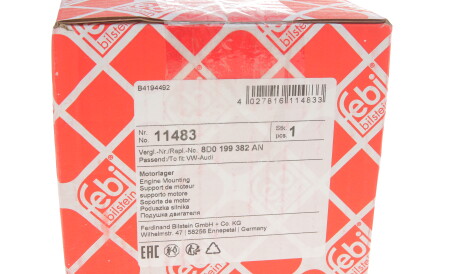 febi
bilstein
febi
bilstein
febi
bilstein
B4194492
4 027816 114833
Nr.
no. 11483
Stk.
pcs. 1
Vergl.-Nr./Repl.-No. 8D0 199 382 AN
Passend/To fit: VW-Audi
Motorlager
Engine Mounting
Support de moteur
supporto motore
Soporte de motor
Poduszka silnika
Подушка двигателя
Ferdinand Bilstein GmbH + Co. KG
Wilhelmstr. 47 | 58256 Ennepetal | Germany
EAC